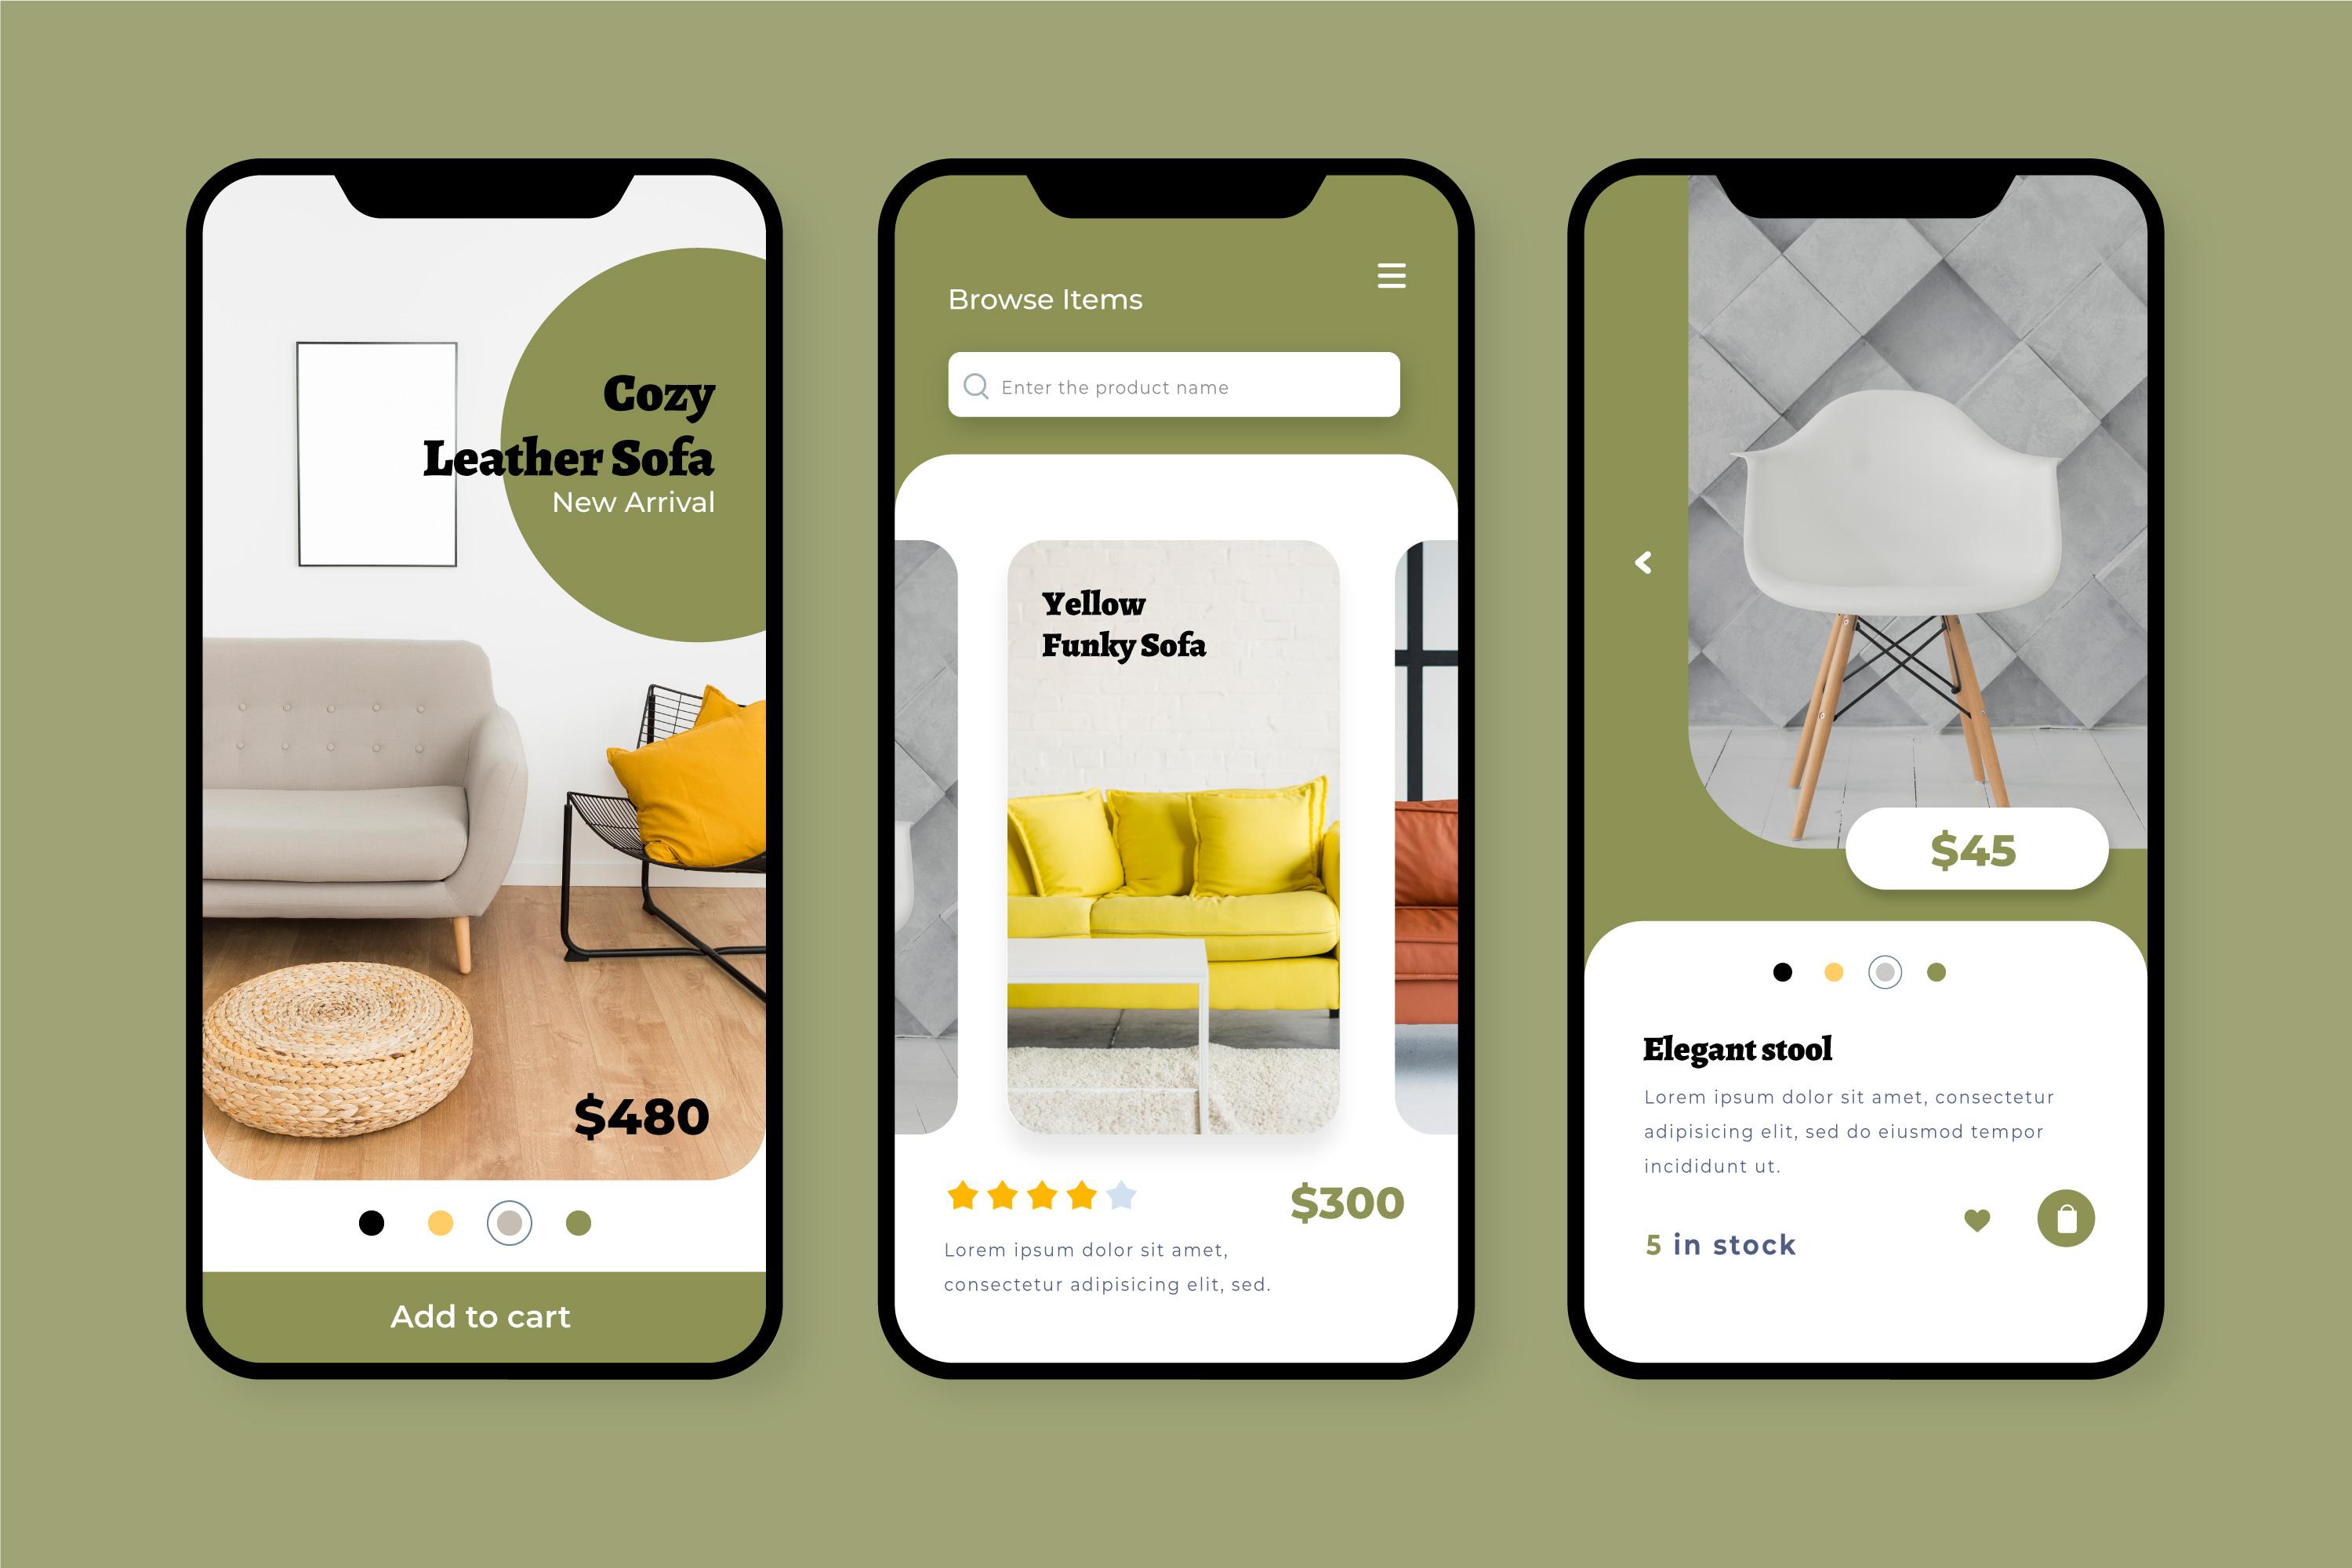 Cozy
Leather Sofa
New Arrival
$480
Add to cart
Browse Items
Enter the product name
Yellow
Funky Sofa
$300
Lorem ipsum dolor sit amet,
consectetur adipisicing elit, sed.
$45
Elegant stool
Lorem ipsum dolor sit amet, consectetur
adipisicing elit, sed do eiusmod tempor
incididunt ut.
5 in stock